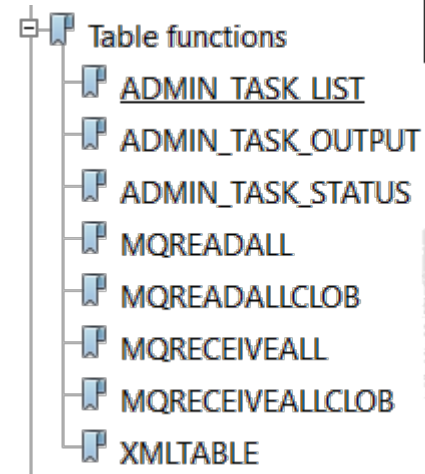 Table functions
ADMIN_TASK_LIST
ADMIN_TASK_OUTPUT
ADMIN_TASK_STATUS
MQREADALL
MQREADALLCLOB
MQRECEIVEALL
MQRECEIVEALLCLOB
XMLTABLE